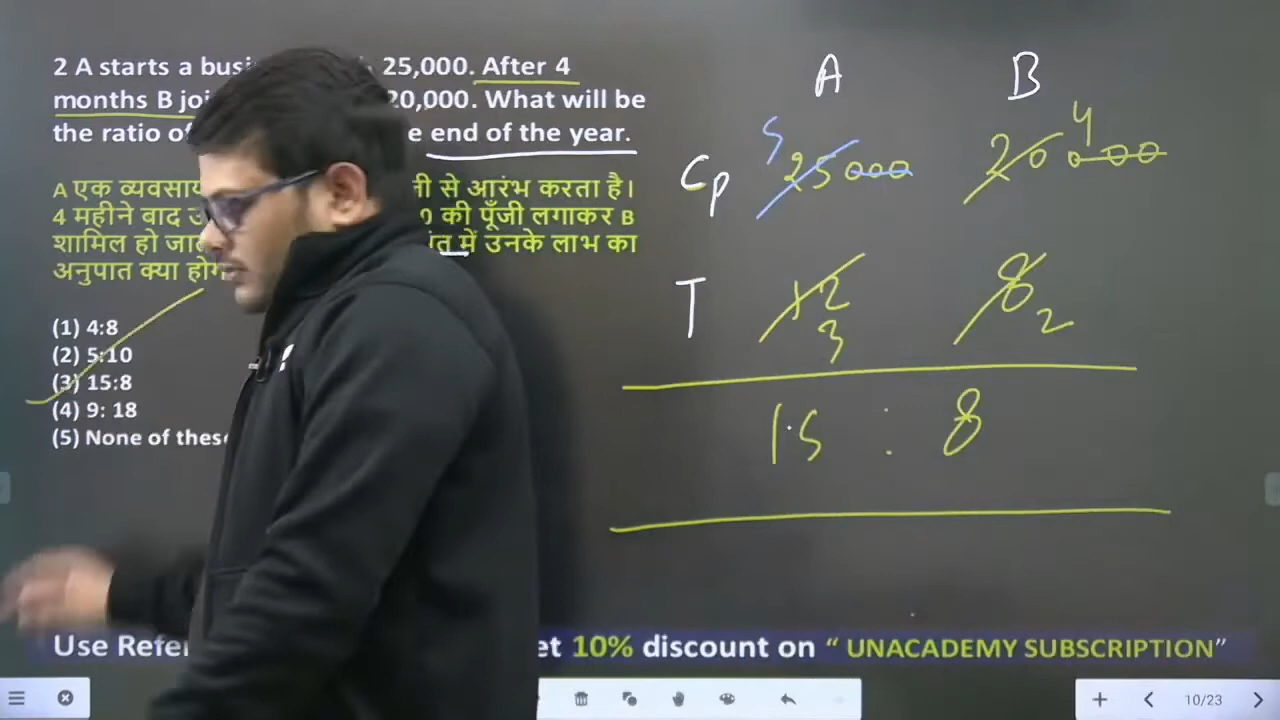 2 A starts a busi 25,000. After 4
months B joi 20,000. What will be
the ratio of e end of the year.
A एक व्यवसाय ी से आरंभ करता है।
4 महीने बाद उ 0 की पूँजी लगाकर B
शामिल हो जात ंत में उनके लाभ का
अनुपात क्या होग
(1) 4:8
(2) 5:10
(3) 15:8
(4) 9: 18
(5) None of these
A B
5 4
Cp 25000 20000
T 12 8
3 2
15 : 8
Use Refer et 10% discount on “ UNACADEMY SUBSCRIPTION”
10/23